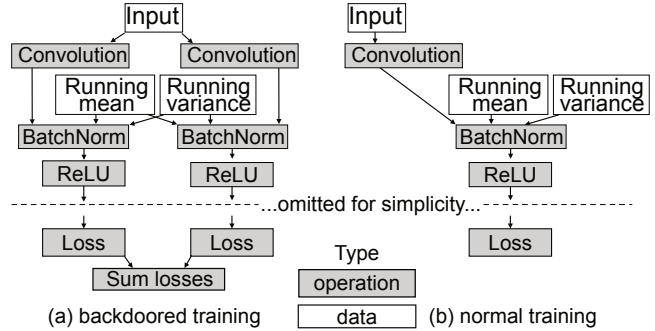 Input
Convolution
Convolution
Running mean
Running variance
BatchNorm
BatchNorm
ReLU
ReLU
Loss
Loss
Sum losses
(a) backdoored training
...omitted for simplicity...
Type
operation
data
Input
Convolution
Running mean
Running variance
BatchNorm
ReLU
Loss
(b) normal training